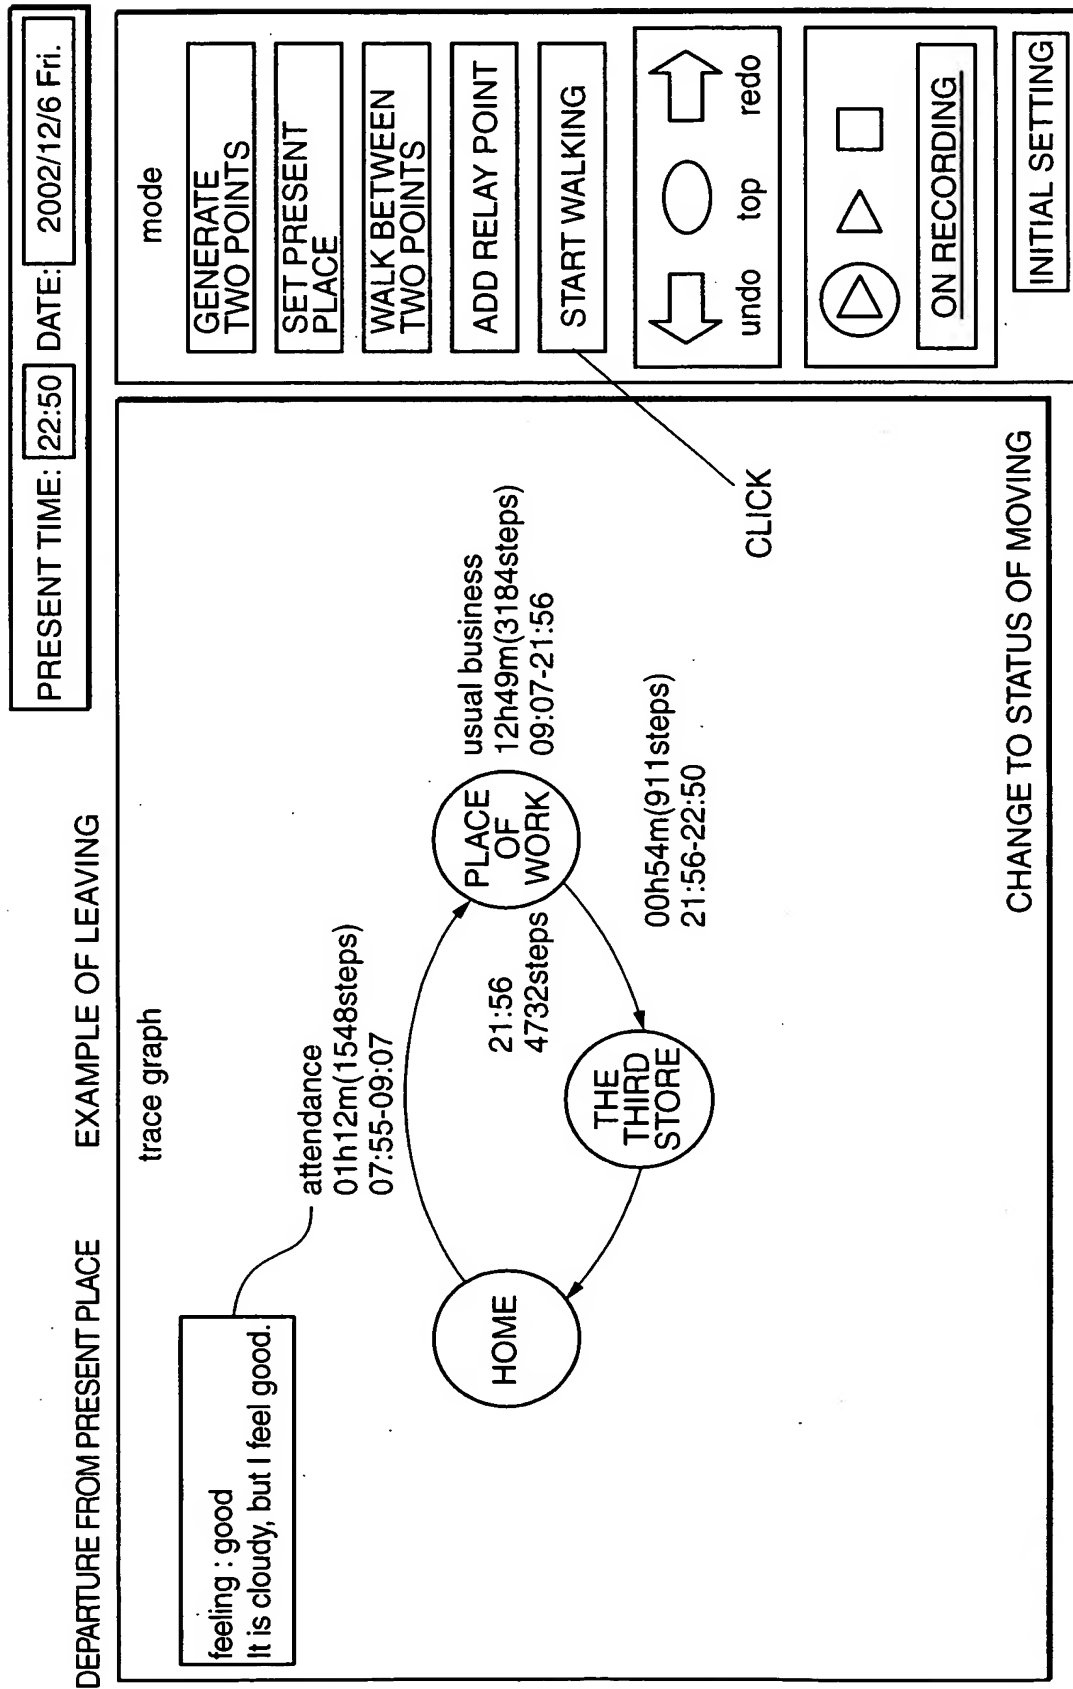 PRESENT TIME: 22:50 DATE: 2002/12/6 Fri.
DEPARTURE FROM PRESENT PLACE
EXAMPLE OF LEAVING
trace graph
feeling : good
It is cloudy, but I feel good.
attendance
01h12m(1548steps)
07:55-09:07
HOME
PLACE
OF
WORK
usual business
12h49m(3184steps)
09:07-21:56
21:56
4732steps
THE
THIRD
STORE
00h54m(911steps)
21:56-22:50
CLICK
CHANGE TO STATUS OF MOVING
mode
GENERATE
TWO POINTS
SET PRESENT
PLACE
WALK BETWEEN
TWO POINTS
ADD RELAY POINT
START WALKING
undo top redo
ON RECORDING
INITIAL SETTING